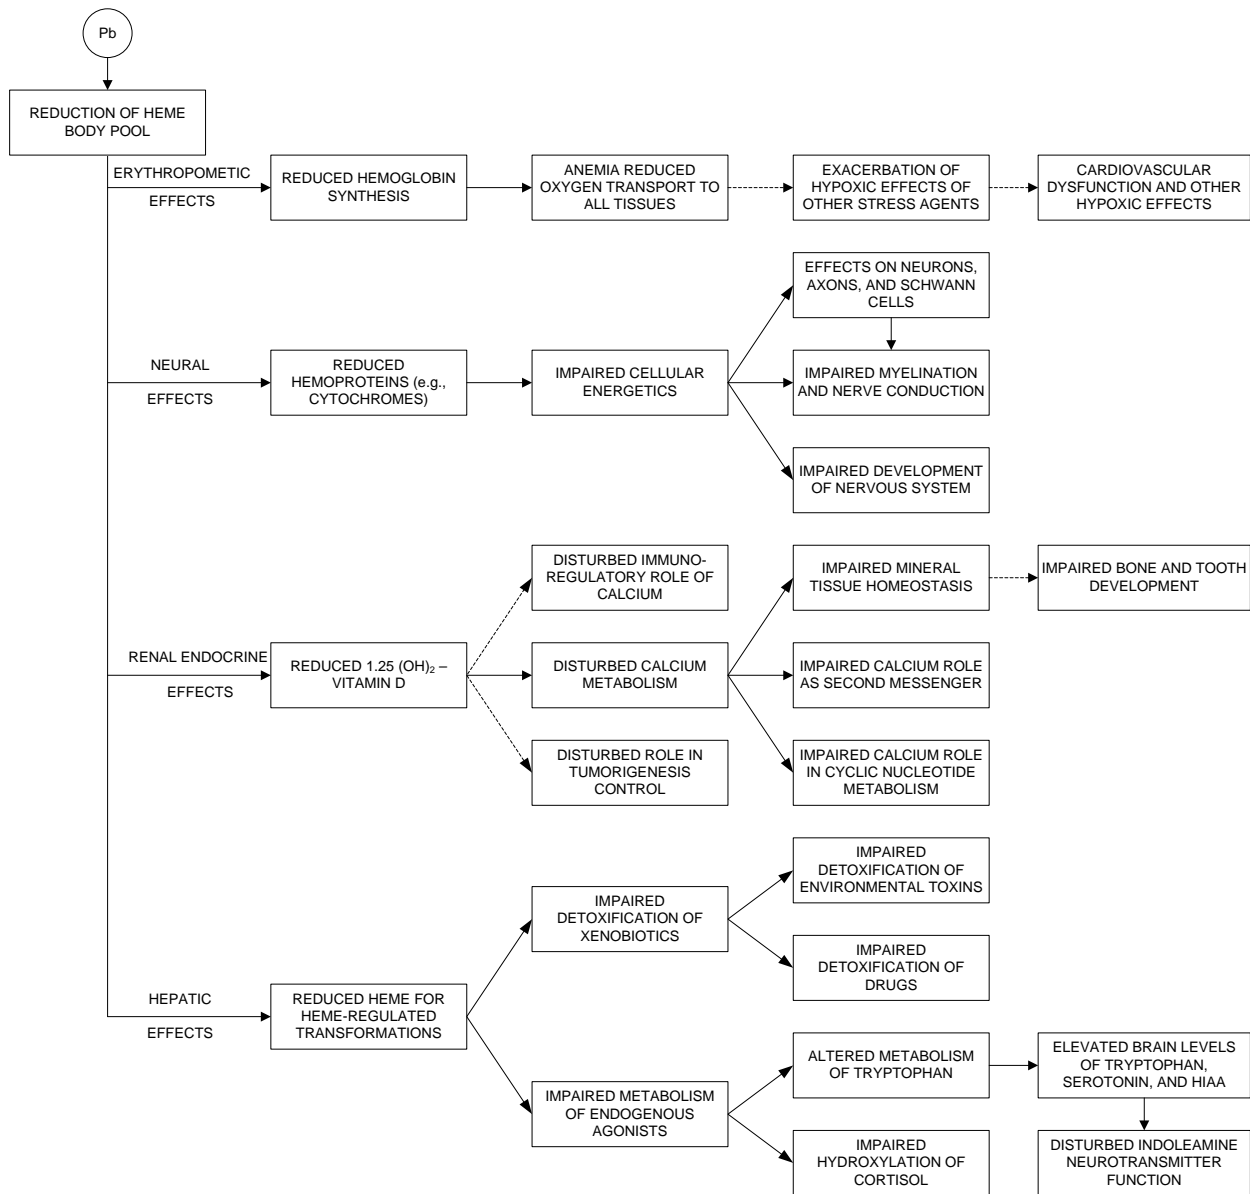 Pb
REDUCTION OF HEME
BODY POOL
ERYTHROPOMETIC
EFFECTS
REDUCED HEMOGLOBIN
SYNTHESIS
ANEMIA REDUCED
OXYGEN TRANSPORT TO
ALL TISSUES
EXACERBATION OF
HYPOXIC EFFECTS OF
OTHER STRESS AGENTS
CARDIOVASCULAR
DYSFUNCTION AND OTHER
HYPOXIC EFFECTS
EFFECTS ON NEURONS,
AXONS, AND SCHWANN
CELLS
NEURAL
EFFECTS
REDUCED
HEMOPROTEINS (e.g.,
CYTOCHROMES)
IMPAIRED CELLULAR
ENERGETICS
IMPAIRED MYELINATION
AND NERVE CONDUCTION
IMPAIRED DEVELOPMENT
OF NERVOUS SYSTEM
DISTURBED IMMUNO-
REGULATORY ROLE OF
CALCIUM
IMPAIRED MINERAL
TISSUE HOMEOSTASIS
IMPAIRED BONE AND TOOTH
DEVELOPMENT
RENAL ENDOCRINE
EFFECTS
REDUCED 1.25 (OH)₂ –
VITAMIN D
DISTURBED CALCIUM
METABOLISM
IMPAIRED CALCIUM ROLE
AS SECOND MESSENGER
DISTURBED ROLE IN
TUMORIGENESIS
CONTROL
IMPAIRED CALCIUM ROLE
IN CYCLIC NUCLEOTIDE
METABOLISM
IMPAIRED
DETOXIFICATION OF
ENVIRONMENTAL TOXINS
IMPAIRED
DETOXIFICATION OF
XENOBIOTICS
IMPAIRED
DETOXIFICATION OF
DRUGS
HEPATIC
EFFECTS
REDUCED HEME FOR
HEME-REGULATED
TRANSFORMATIONS
ALTERED METABOLISM
OF TRYPTOPHAN
ELEVATED BRAIN LEVELS
OF TRYPTOPHAN,
SEROTONIN, AND HIAA
IMPAIRED METABOLISM
OF ENDOGENOUS
AGONISTS
IMPAIRED
HYDROXYLATION OF
CORTISOL
DISTURBED INDOLEAMINE
NEUROTRANSMITTER
FUNCTION